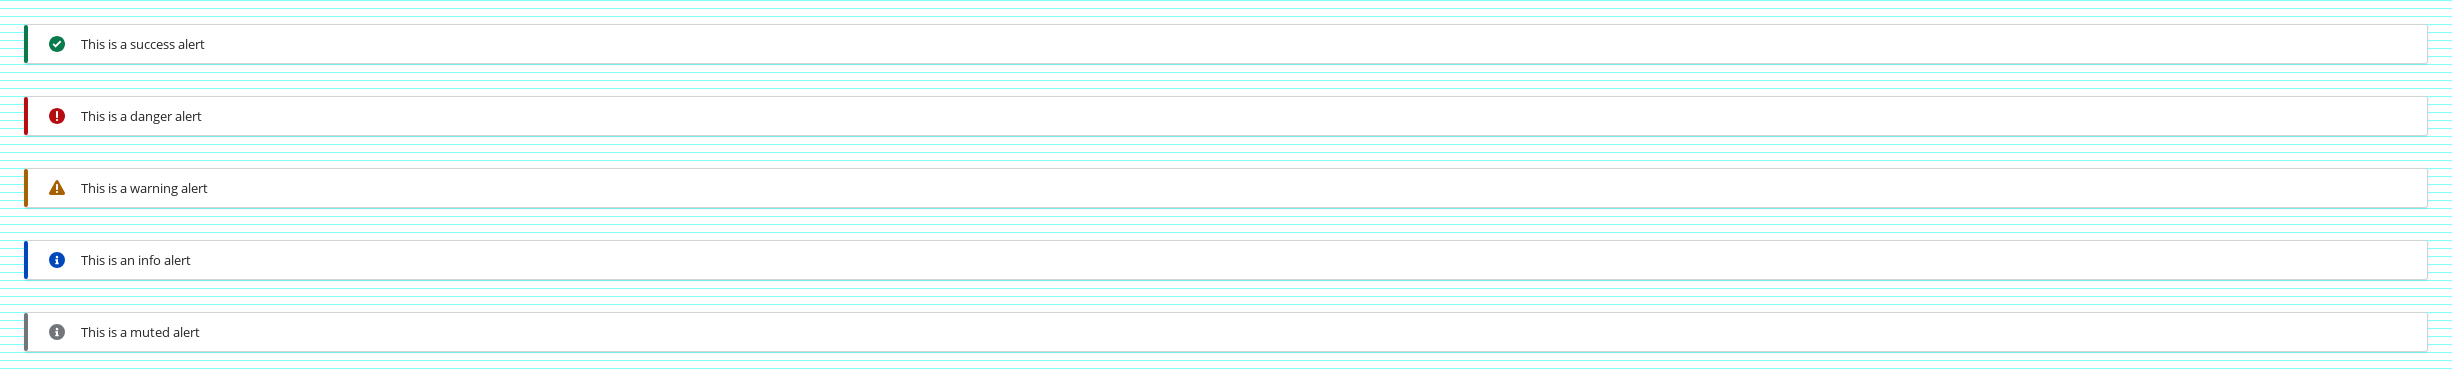 This is a success alert
This is a danger alert
This is a warning alert
This is an info alert
This is a muted alert